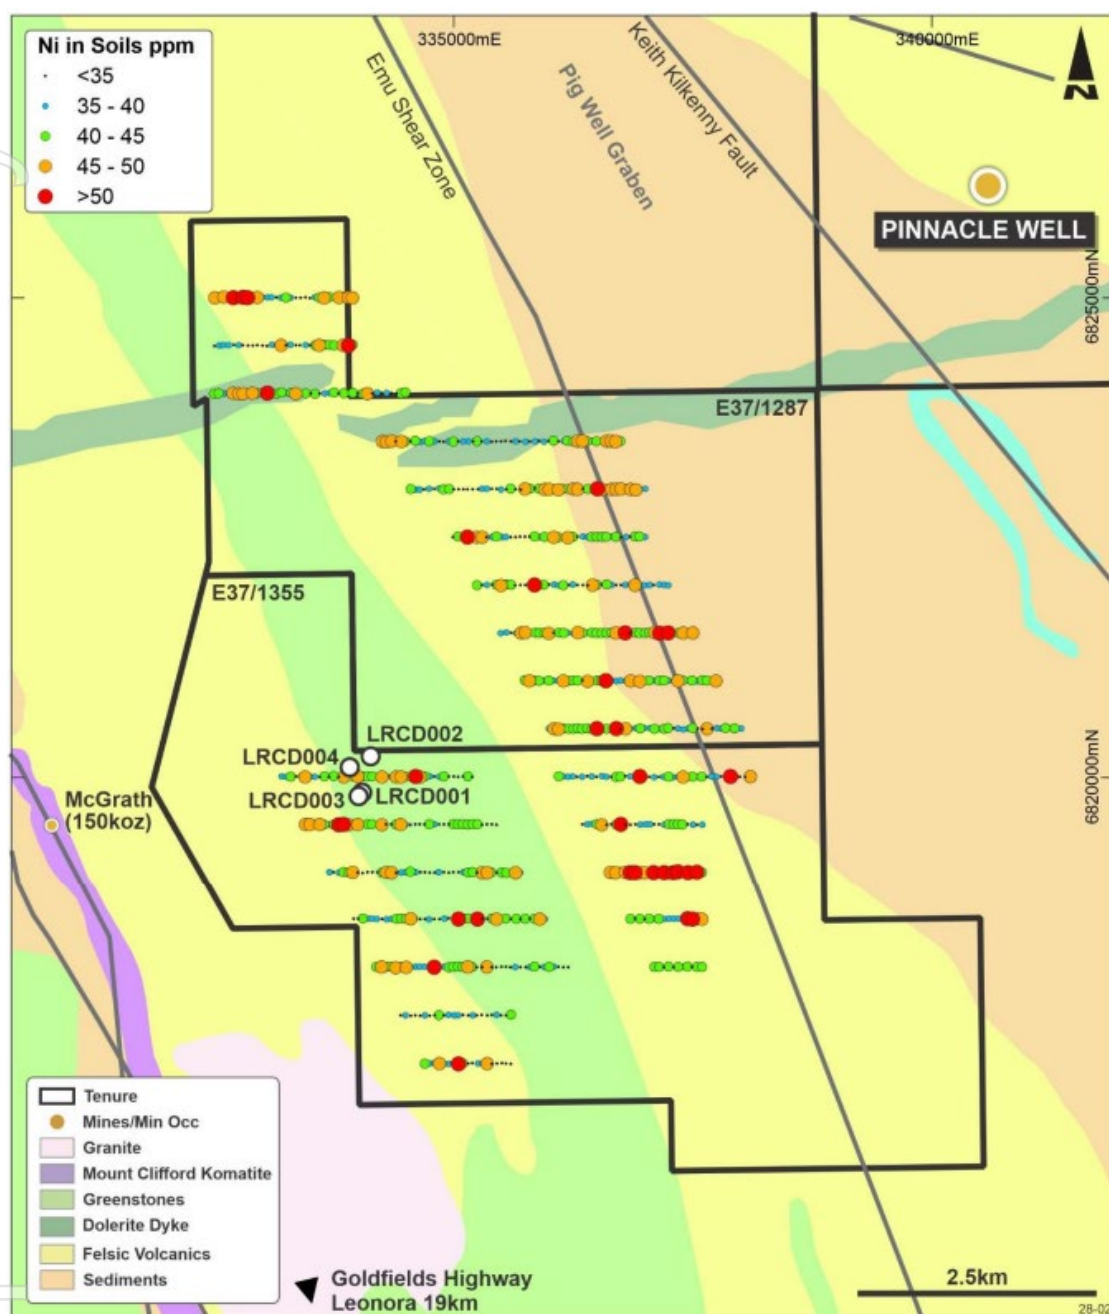 335000mE
340000mE
Ni in Soils ppm
<35
35 - 40
40 - 45
45 - 50
>50
Emu Shear Zone
Pig Well Graben
Keith Kilkenny Fault
N
PINNACLE WELL
6825000mN
E37/1287
E37/1355
LRCD002
LRCD004
LRCD003
LRCD001
McGrath
(150koz)
6820000mN
Tenure
Mines/Min Occ
Granite
Mount Clifford Komatite
Greenstones
Dolerite Dyke
Felsic Volcanics
Sediments
Goldfields Highway
Leonora 19km
2.5km